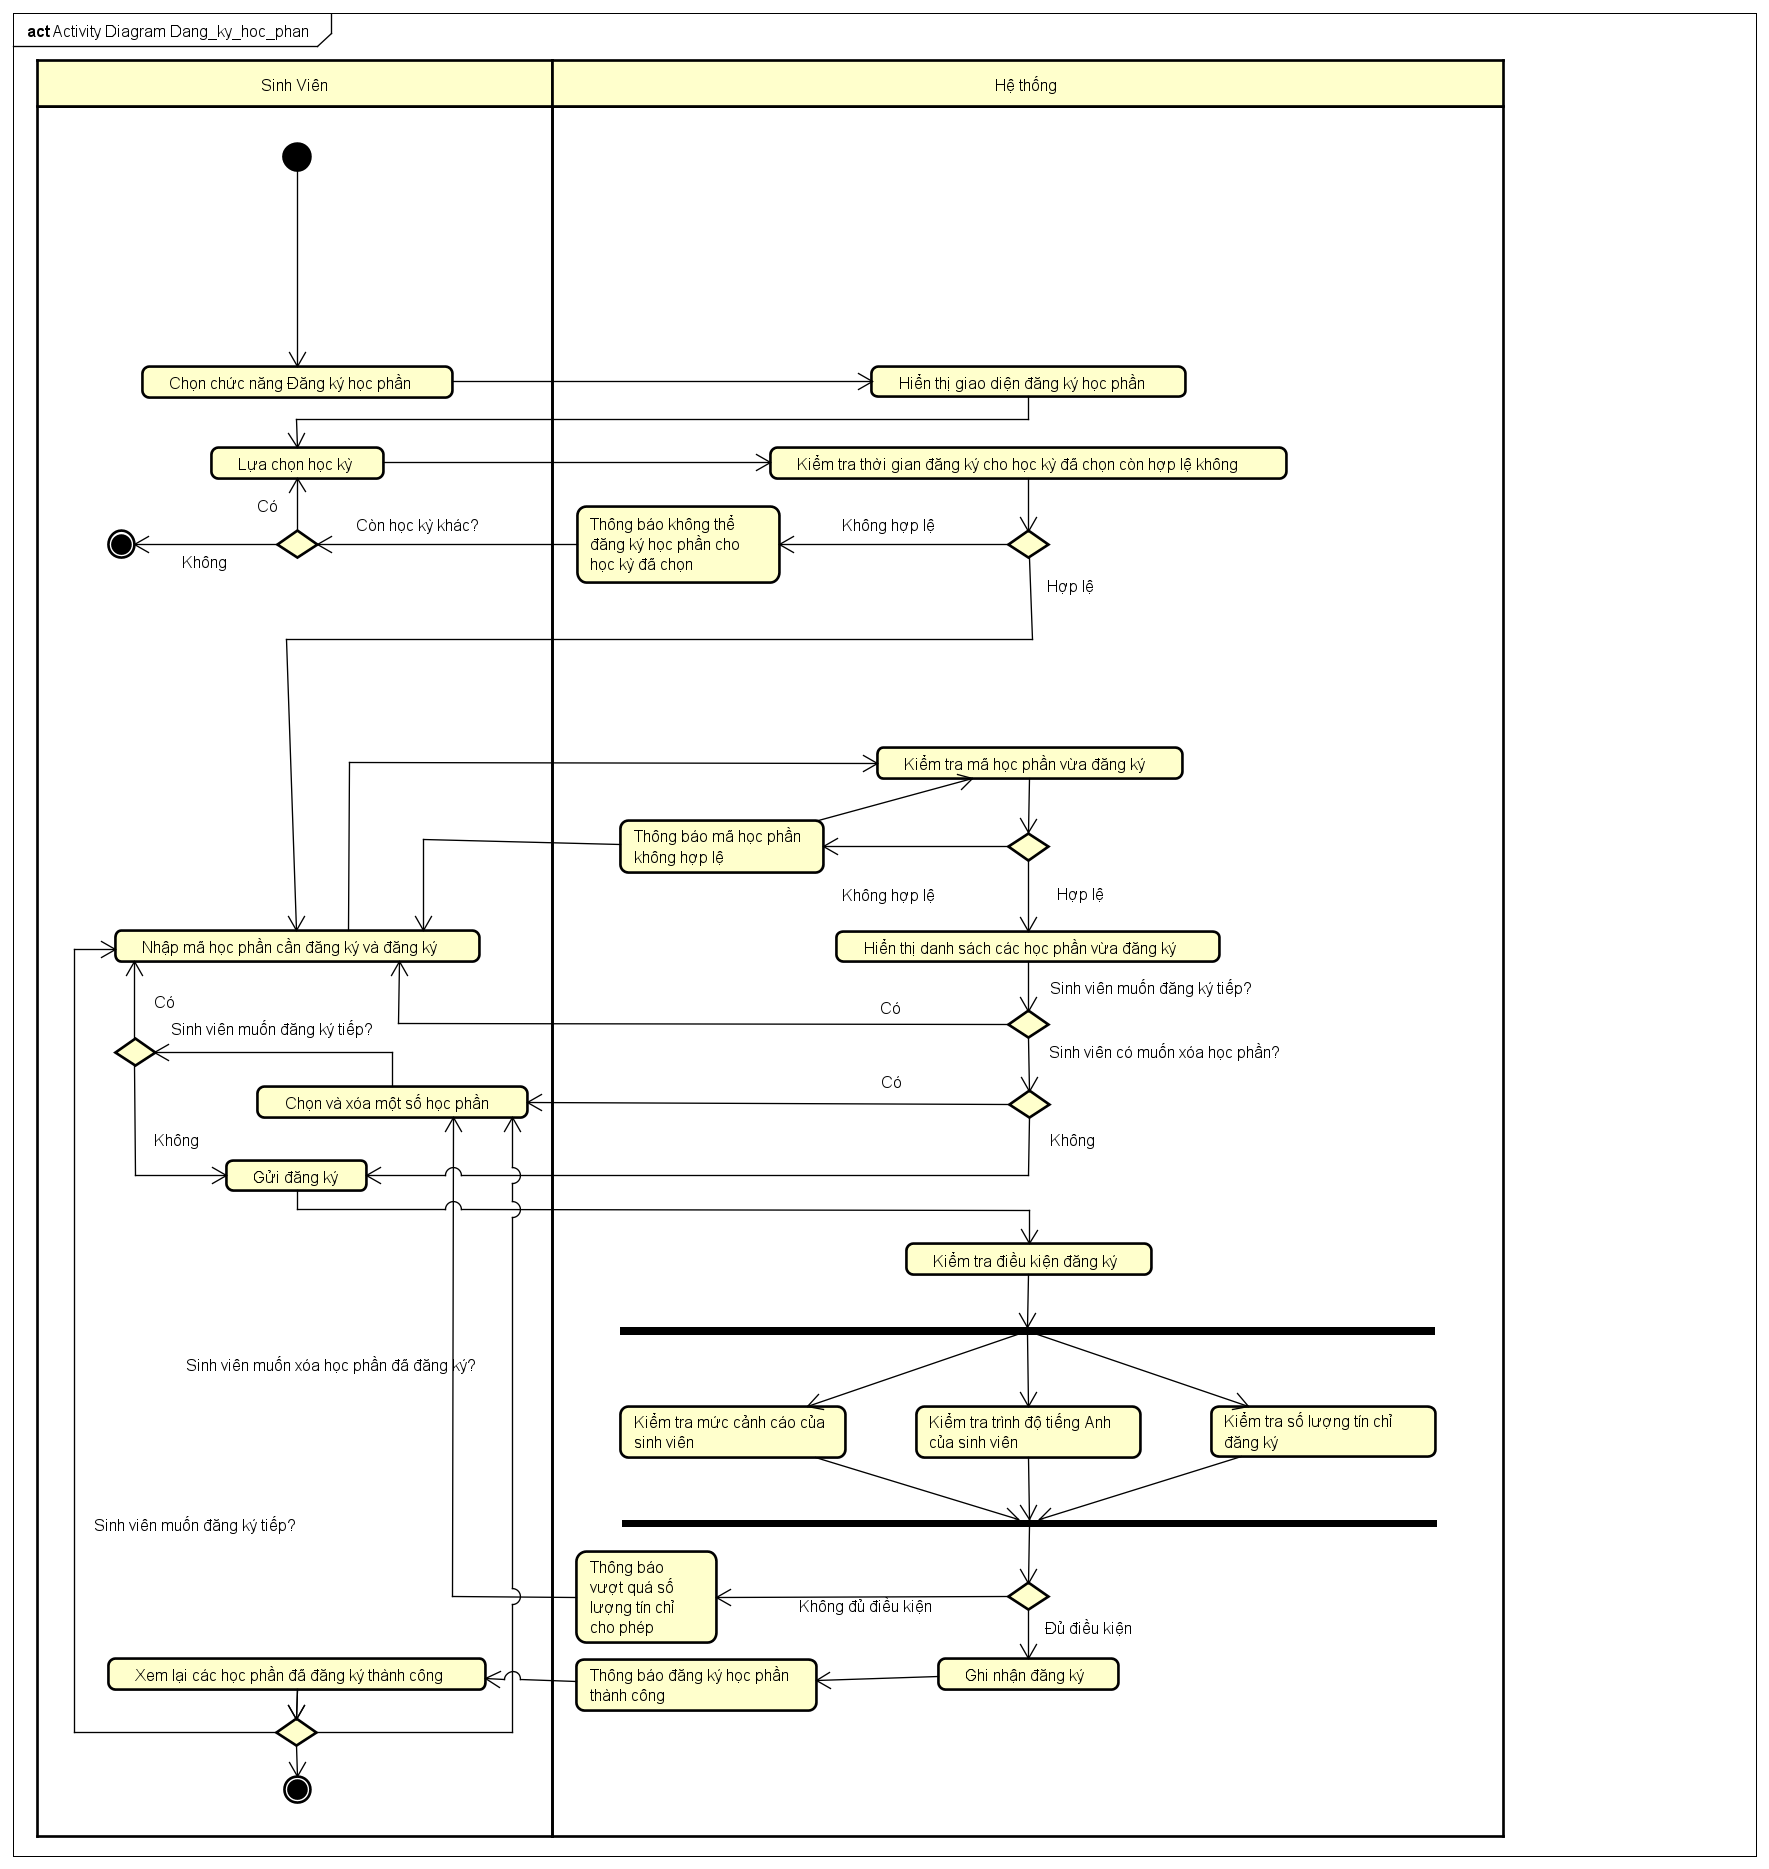 act Activity Diagram Dang_ky_hoc_phan
Sinh Viên
Hệ thống
Chọn chức năng Đăng ký học phần
Hiển thị giao diện đăng ký học phần
Lựa chọn học kỳ
Kiểm tra thời gian đăng ký cho học kỳ đã chọn còn hợp lệ không
Có
Còn học kỳ khác?
Thông báo không thể
đăng ký học phần cho
học kỳ đã chọn
Không hợp lệ
Không
Hợp lệ
Kiểm tra mã học phần vừa đăng ký
Thông báo mã học phần
không hợp lệ
Không hợp lệ
Hợp lệ
Nhập mã học phần cần đăng ký và đăng ký
Hiển thị danh sách các học phần vừa đăng ký
Sinh viên muốn đăng ký tiếp?
Có
Có
Sinh viên muốn đăng ký tiếp?
Sinh viên có muốn xóa học phần?
Có
Chọn và xóa một số học phần
Không
Không
Gửi đăng ký
Kiểm tra điều kiện đăng ký
Sinh viên muốn xóa học phần đã đăng ký?
Kiểm tra mức cảnh cáo của
sinh viên
Kiểm tra trình độ tiếng Anh
của sinh viên
Kiểm tra số lượng tín chỉ
đăng ký
Sinh viên muốn đăng ký tiếp?
Thông báo
vượt quá số
lượng tín chỉ
cho phép
Không đủ điều kiện
Đủ điều kiện
Xem lại các học phần đã đăng ký thành công
Thông báo đăng ký học phần
thành công
Ghi nhận đăng ký